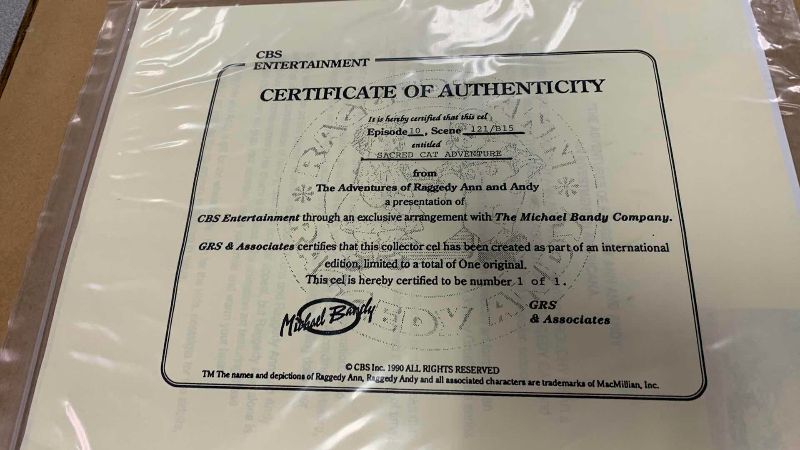 CBS
ENTERTAINMENT
CERTIFICATE OF AUTHENTICITY
It is hereby certified that this cel
Episode 10, Scene 121/B15
entitled
SACRED CAT ADVENTURE
from
The Adventures of Raggedy Ann and Andy
a presentation of
CBS Entertainment through an exclusive arrangement with The Michael Bandy Company.
GRS & Associates certifies that this collector cel has been created as part of an international
edition, limited to a total of One original.
This cel is hereby certified to be number 1 of 1.
Michael Bandy
GRS
& Associates
© CBS Inc. 1990 ALL RIGHTS RESERVED
TM The names and depictions of Raggedy Ann, Raggedy Andy and all associated characters are trademarks of MacMillian, Inc.